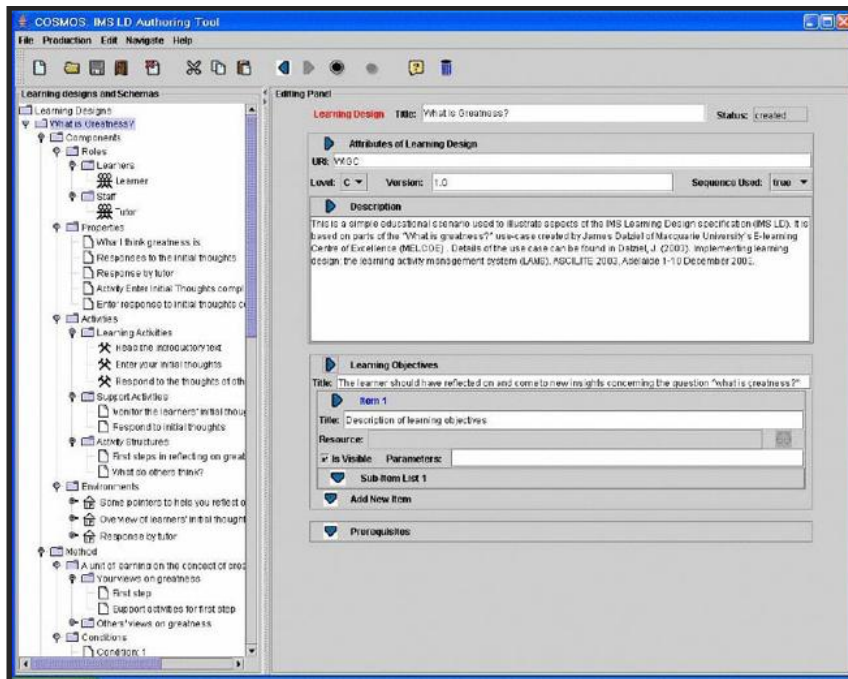 COSMOS: IMS LD Authoring Tool
File Production Edit Navigate Help
Learning designs and Schemas
Learning Designs
What is Greatness?
Components
Roles
Learners
Learner
Staff
Tutor
Properties
What I think greatness is
Responses to the initial thoughts
Response by tutor
Activity Enter Initial Thoughts compl
Enter response to initial thoughts c
Activities
Learning Activities
Read the introductory text
Enter your initial thoughts
Respond to the thoughts of oth
Support Activities
Monitor the learners' initial thoug
Respond to initial thoughts
Activity Structures
First steps in reflecting on great
What do others think?
Environments
Some pointers to help you reflect o
Overview of learners' initial thought
Response by tutor
Method
A unit of learning on the concept of
Your views on greatness
First step
Support activities for first step
Others' views on greatness
Conditions
Condition: 1
Editing Panel
Learning Design Title: What is Greatness? Status: created
Attributes of Learning Design
URI: WGC
Level: C Version: 1.0 Sequence Used: true
Description
This is a simple educational scenario used to illustrate aspects of the IMS Learning Design specification (IMS LD). It is
based on parts of the "What is greatness?" use-case created by James Dalziel of Macquarie University's E-learning
Centre of Excellence (MELCOE) . Details of the use case can be found in Dalziel, J. (2003). Implementing learning
design: the learning activity management system (LAMS). ASCILITE 2003, Adelaide 1-10 December 2003.
Learning Objectives
Title: The learner should have reflected on and come to new insights concerning the question "what is greatness?"
Item 1
Title: Description of learning objectives
Resource:
Is Visible Parameters:
Sub-Item List 1
Add New Item
Prerequisites